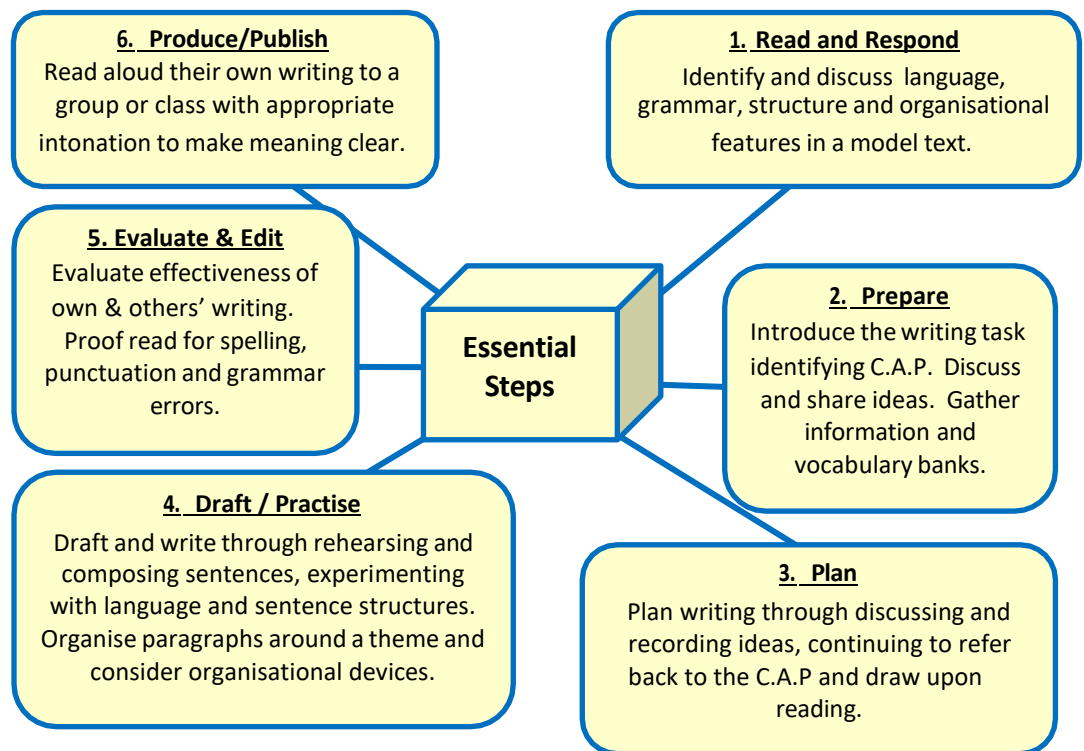 6. Produce/Publish
Read aloud their own writing to a
group or class with appropriate
intonation to make meaning clear.
1. Read and Respond
Identify and discuss language,
grammar, structure and organisational
features in a model text.
5. Evaluate & Edit
Evaluate effectiveness of
own & others’ writing.
Proof read for spelling,
punctuation and grammar
errors.
Essential
Steps
2. Prepare
Introduce the writing task
identifying C.A.P. Discuss
and share ideas. Gather
information and
vocabulary banks.
4. Draft / Practise
Draft and write through rehearsing and
composing sentences, experimenting
with language and sentence structures.
Organise paragraphs around a theme and
consider organisational devices.
3. Plan
Plan writing through discussing and
recording ideas, continuing to refer
back to the C.A.P and draw upon
reading.